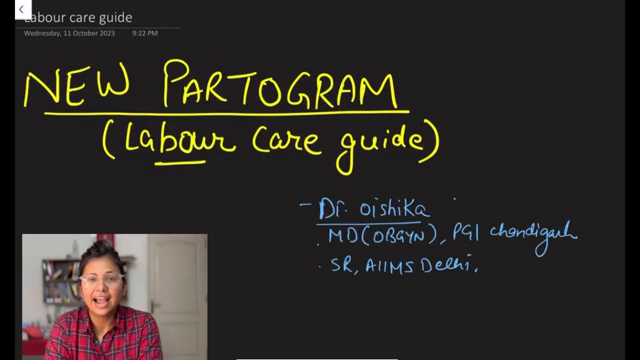 Labour care guide
Wednesday, 11 October 2023 9:22 PM
NEW PARTOGRAM
(Labour care guide)
- Dr. Oishika
. MD (OBGYN), PGI Chandigarh
. SR, AIIMS Delhi,